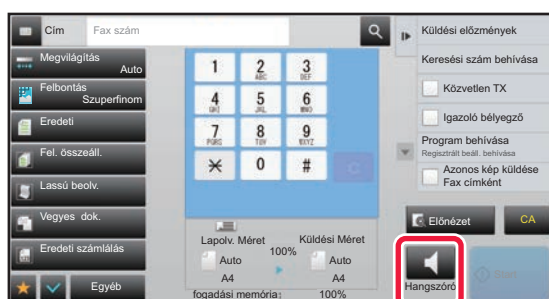 Cím
Fax szám
Megvilágítás
Auto
Felbontás
Szuperfinom
Eredeti
Fel. összeáll.
Lassú beolv.
Vegyes dok.
Eredeti számlálás
Egyéb
1 2 3
ABC DEF
4 5 6
GHI JKL MNO
7 8 9
PQRS TUV WXYZ
0 #
C
Lapolv. Méret
100%
Küldési Méret
Auto
A4
Auto
A4
fogadási memória:
100%
Küldési előzmények
Keresési szám behívása
Közvetlen TX
Igazoló bélyegző
Program behívása
Regisztrált beáll. behívása
Azonos kép küldése
Fax címként
Előnézet
CA
Hangszóró
Start